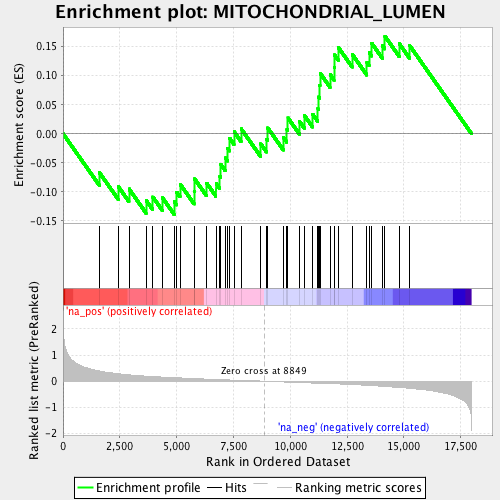 Enrichment plot: MITOCHONDRIAL_LUMEN
Enrichment score (ES)
0.15
0.10
0.05
0.00
-0.05
-0.10
-0.15
'na_pos' (positively correlated)
Ranked list metric (PreRanked)
2
1
0
-1
-2
Zero cross at 8849
'na_neg' (negatively correlated)
0
2,500
5,000
7,500
10,000
12,500
15,000
17,500
Rank in Ordered Dataset
Enrichment profile
Hits
Ranking metric scores